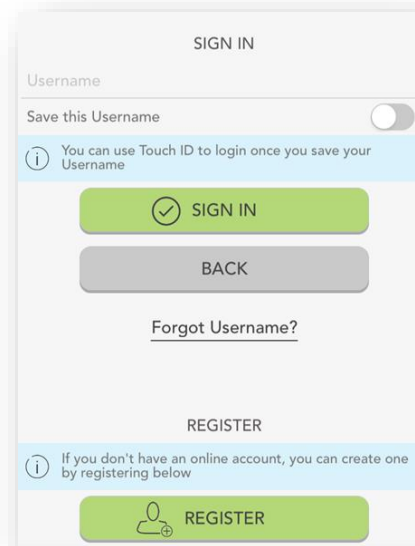 SIGN IN
Username
Save this Username
You can use Touch ID to login once you save your
Username
SIGN IN
BACK
Forgot Username?
REGISTER
If you don't have an online account, you can create one
by registering below
REGISTER